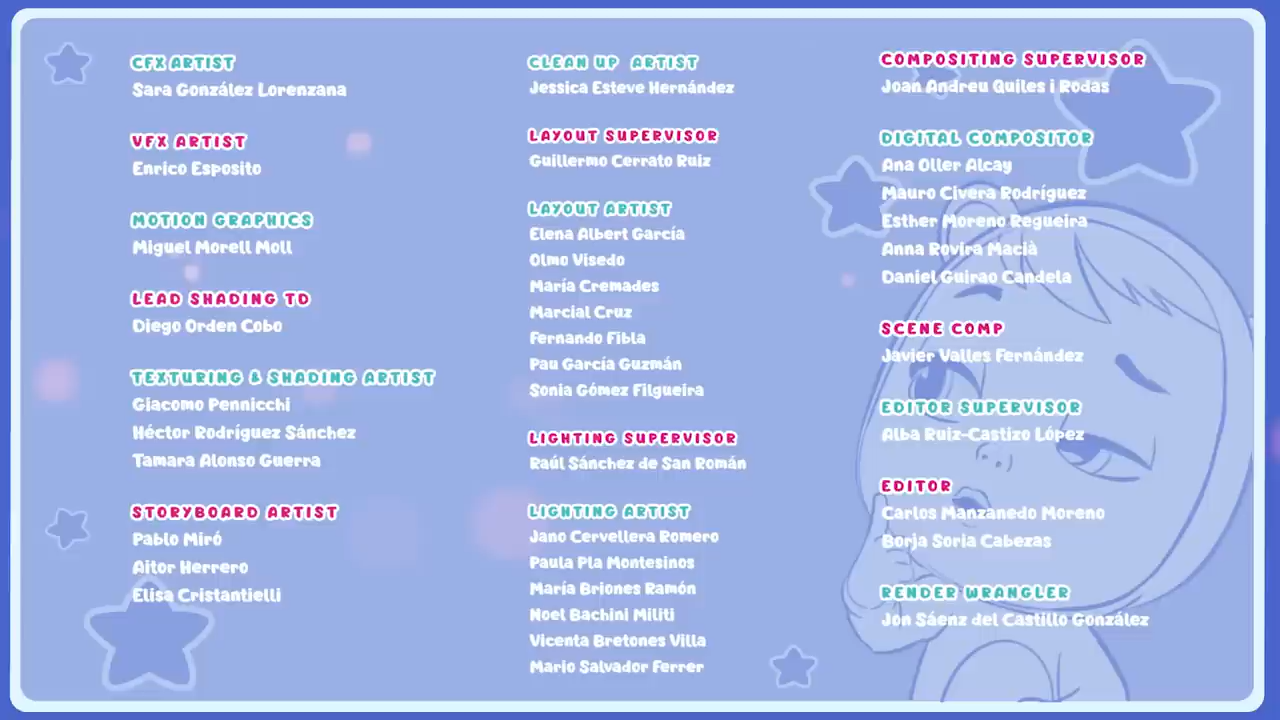 CFX ARTIST
Sara González Lorenzana
VFX ARTIST
Enrico Esposito
MOTION GRAPHICS
Miguel Morell Moll
LEAD SHADING TD
Diego Orden Cobo
TEXTURING & SHADING ARTIST
Giacomo Pennicchi
Héctor Rodríguez Sánchez
Tamara Alonso Guerra
STORYBOARD ARTIST
Pablo Miró
Aitor Herrero
Elisa Cristantielli
CLEAN UP ARTIST
Jessica Esteve Hernández
LAYOUT SUPERVISOR
Guillermo Cerrato Ruiz
LAYOUT ARTIST
Elena Albert García
Olmo Visedo
María Cremades
Marcial Cruz
Fernando Fibla
Pau García Guzmán
Sonia Gómez Filgueira
LIGHTING SUPERVISOR
Raúl Sánchez de San Román
LIGHTING ARTIST
Jano Cervellera Romero
Paula Pla Montesinos
María Briones Ramón
Noel Bachini Militi
Vicenta Bretones Villa
Mario Salvador Ferrer
COMPOSITING SUPERVISOR
Joan Andreu Quiles i Rodas
DIGITAL COMPOSITOR
Ana Oller Alcay
Mauro Civera Rodríguez
Esther Moreno Regueira
Anna Rovira Macià
Daniel Guirao Candela
SCENE COMP
Javier Valles Fernández
EDITOR SUPERVISOR
Alba Ruiz-Castizo López
EDITOR
Carlos Manzanedo Moreno
Borja Soria Cabezas
RENDER WRANGLER
Jon Sáenz del Castillo González